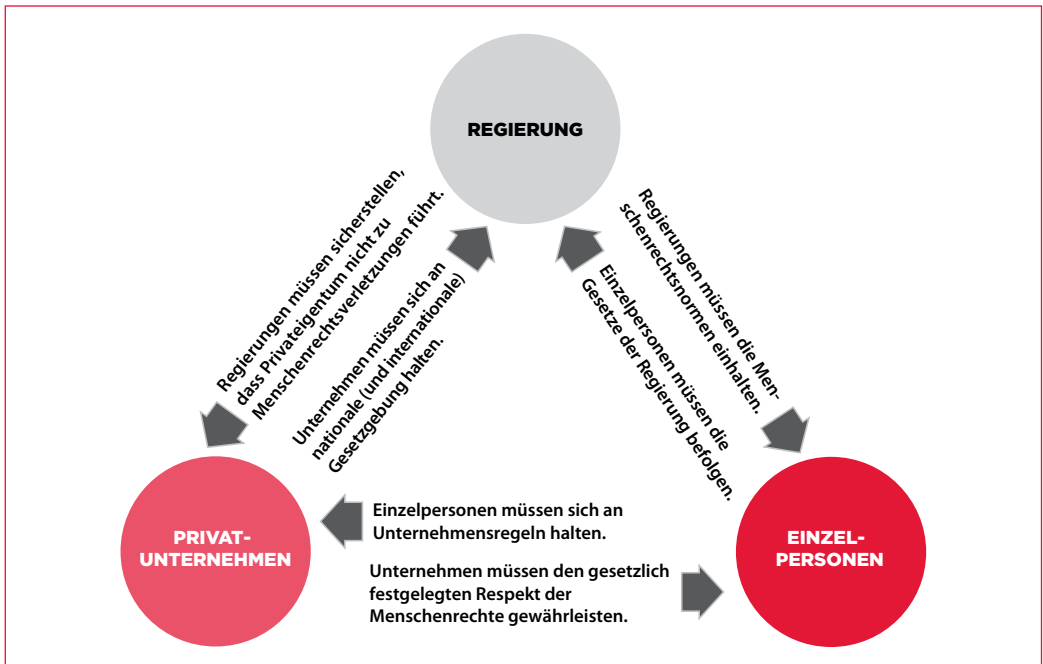 REGIERUNG
Regierungen müssen sicherstellen,
dass Privateigentum nicht zu
Menschenrechtsverletzungen führt.
Unternehmen müssen sich an
nationale (und internationale)
Gesetzgebung halten.
Regierungen müssen die Men-
schenrechtsnormen einhalten.
Einzelpersonen müssen die
Gesetze der Regierung befolgen.
PRIVAT-
UNTERNEHMEN
Einzelpersonen müssen sich an
Unternehmensregeln halten.
Unternehmen müssen den gesetzlich
festgelegten Respekt der
Menschenrechte gewährleisten.
EINZEL-
PERSONEN